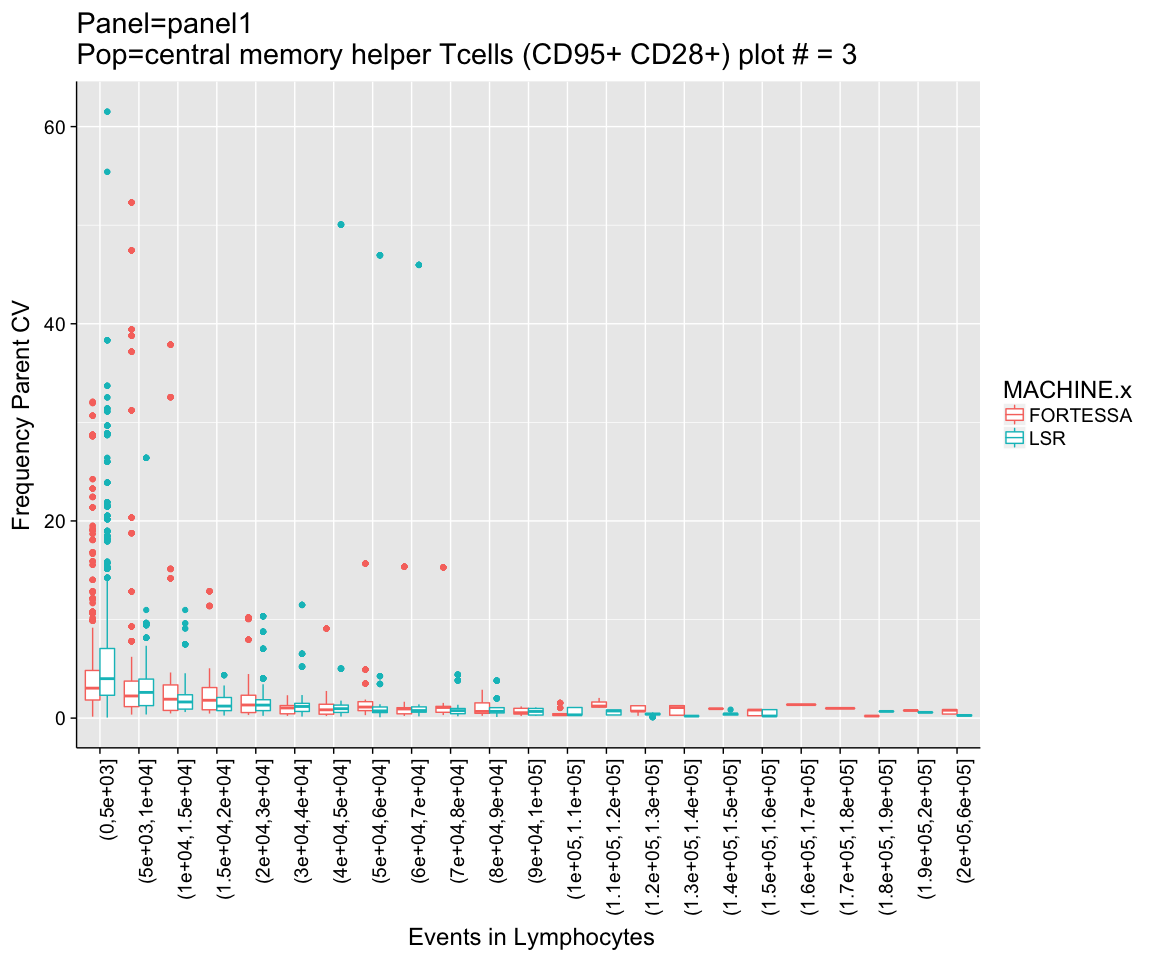 Panel=panel1
Pop=central memory helper Tcells (CD95+ CD28+) plot # = 3
Frequency Parent CV
60
40
20
0
(0,5e+03]
(5e+03,1e+04]
(1e+04,1.5e+04]
(1.5e+04,2e+04]
(2e+04,3e+04]
(3e+04,4e+04]
(4e+04,5e+04]
(5e+04,6e+04]
(6e+04,7e+04]
(7e+04,8e+04]
(8e+04,9e+04]
(9e+04,1e+05]
(1e+05,1.1e+05]
(1.1e+05,1.2e+05]
(1.2e+05,1.3e+05]
(1.3e+05,1.4e+05]
(1.4e+05,1.5e+05]
(1.5e+05,1.6e+05]
(1.6e+05,1.7e+05]
(1.7e+05,1.8e+05]
(1.8e+05,1.9e+05]
(1.9e+05,2e+05]
(2e+05,6e+05]
Events in Lymphocytes
MACHINE.x
FORTESSA
LSR